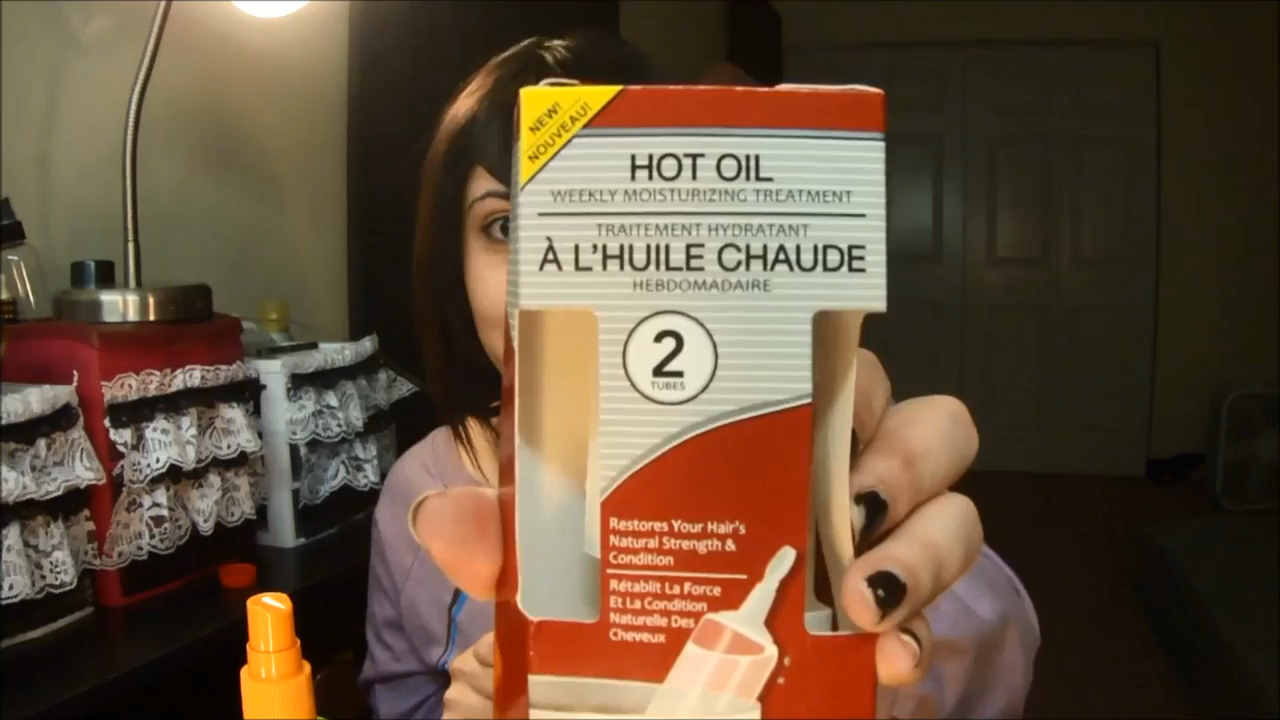 NEW!
NOUVEAU!
HOT OIL
WEEKLY MOISTURIZING TREATMENT
TRAITEMENT HYDRATANT
À L'HUILE CHAUDE
HEBDOMADAIRE
2
TUBES
Restores Your Hair's
Natural Strength &
Condition
Rétablit La Force
Et La Condition
Naturelle Des
Cheveux